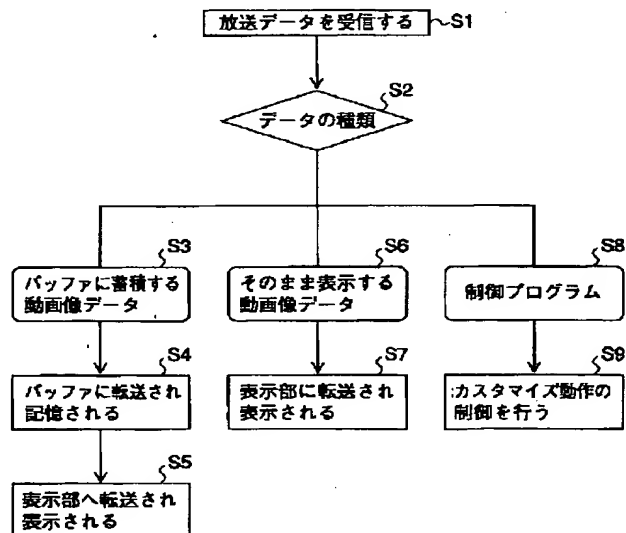 放送データを受信する S1
S2
データの種類
S3
バッファに蓄積する
動画像データ
S6
そのまま表示する
動画像データ
S8
制御プログラム
S4
バッファに転送され
記憶される
S7
表示部に転送され
表示される
S9
カスタマイズ動作の
制御を行う
S5
表示部へ転送され
表示される